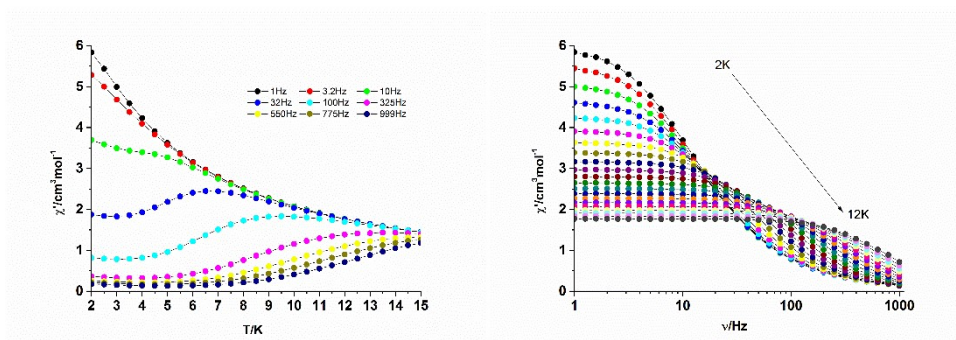 6
5
4
3
2
1
0
χ'/cm³mol⁻¹
1Hz 3.2Hz 10Hz
32Hz 100Hz 325Hz
550Hz 775Hz 999Hz
2 3 4 5 6 7 8 9 10 11 12 13 14 15
T/K
6
5
4
3
2
1
0
χ'/cm³mol⁻¹
2K
12K
1 10 100 1000
ν/Hz